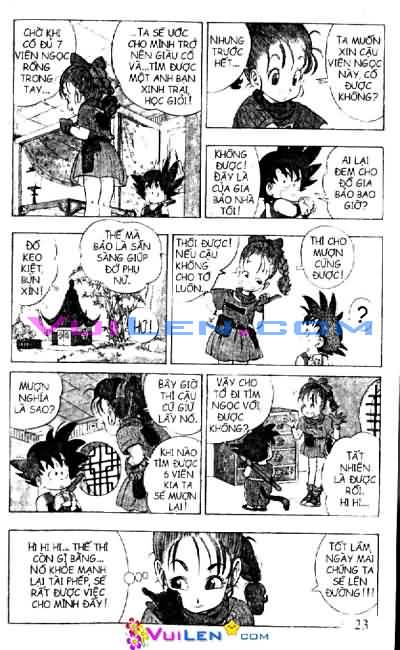 CHỜ KHI
CÓ ĐỦ 7
VIÊN NGỌC
RỒNG
TRONG
TAY...
...TA SẼ ƯỚC
CHO MÌNH TRỞ
NÊN GIÀU CÓ
VÀ...TÌM ĐƯỢC
MỘT ANH BẠN
XINH TRAI
HỌC GIỎI!
NHƯNG
TRƯỚC
HẾT...
TA MUỐN
XIN CẬU
VIÊN NGỌC
NÀY, CÓ
ĐƯỢC
KHÔNG?
KHÔNG
ĐƯỢC!
ĐÂY LÀ
CỦA GIA
BẢO NHÀ
TÔI!
AI LẠI
ĐEM CHO
ĐỒ GIA
BẢO BAO
GIỜ?
ĐỒ
KEO
KIỆT,
BỦN
XỈN!
THẾ MÀ
BẢO LÀ SẴN
SÀNG GIÚP
ĐỠ PHỤ
NỮ.
HỨ!
THÔI
ĐƯỢC!
NẾU CẬU
KHÔNG
CHO TỚ
LUÔN..
THÌ CHO
MƯỢN
CŨNG
ĐƯỢC!
?
VUILEN.COM
MƯỢN
NGHĨA
LÀ SAO?
BÂY GIỜ
THÌ CẬU
CỨ GIỮ
LẤY NÓ.
KHI NÀO
TÌM ĐƯỢC
6 VIÊN
KIA TA
SẼ MƯỢN
LẠI!
VẬY CHO
TỚ ĐI TÌM
NGỌC VỚI,
ĐƯỢC
KHÔNG?
TẤT
NHIÊN
LÀ ĐƯỢC
RỒI,
HI HI...
HI HI HI... THẾ THÌ
CÒN GÌ BẰNG...
NÓ KHỎE MẠNH
LẠI TÀI PHÉP, SẼ
RẤT ĐƯỢC VIỆC
CHO MÌNH ĐÂY!
TỐT LẮM,
NGÀY MAI
CHÚNG TA
SẼ LÊN
ĐƯỜNG!!!
23
VUILEN.COM